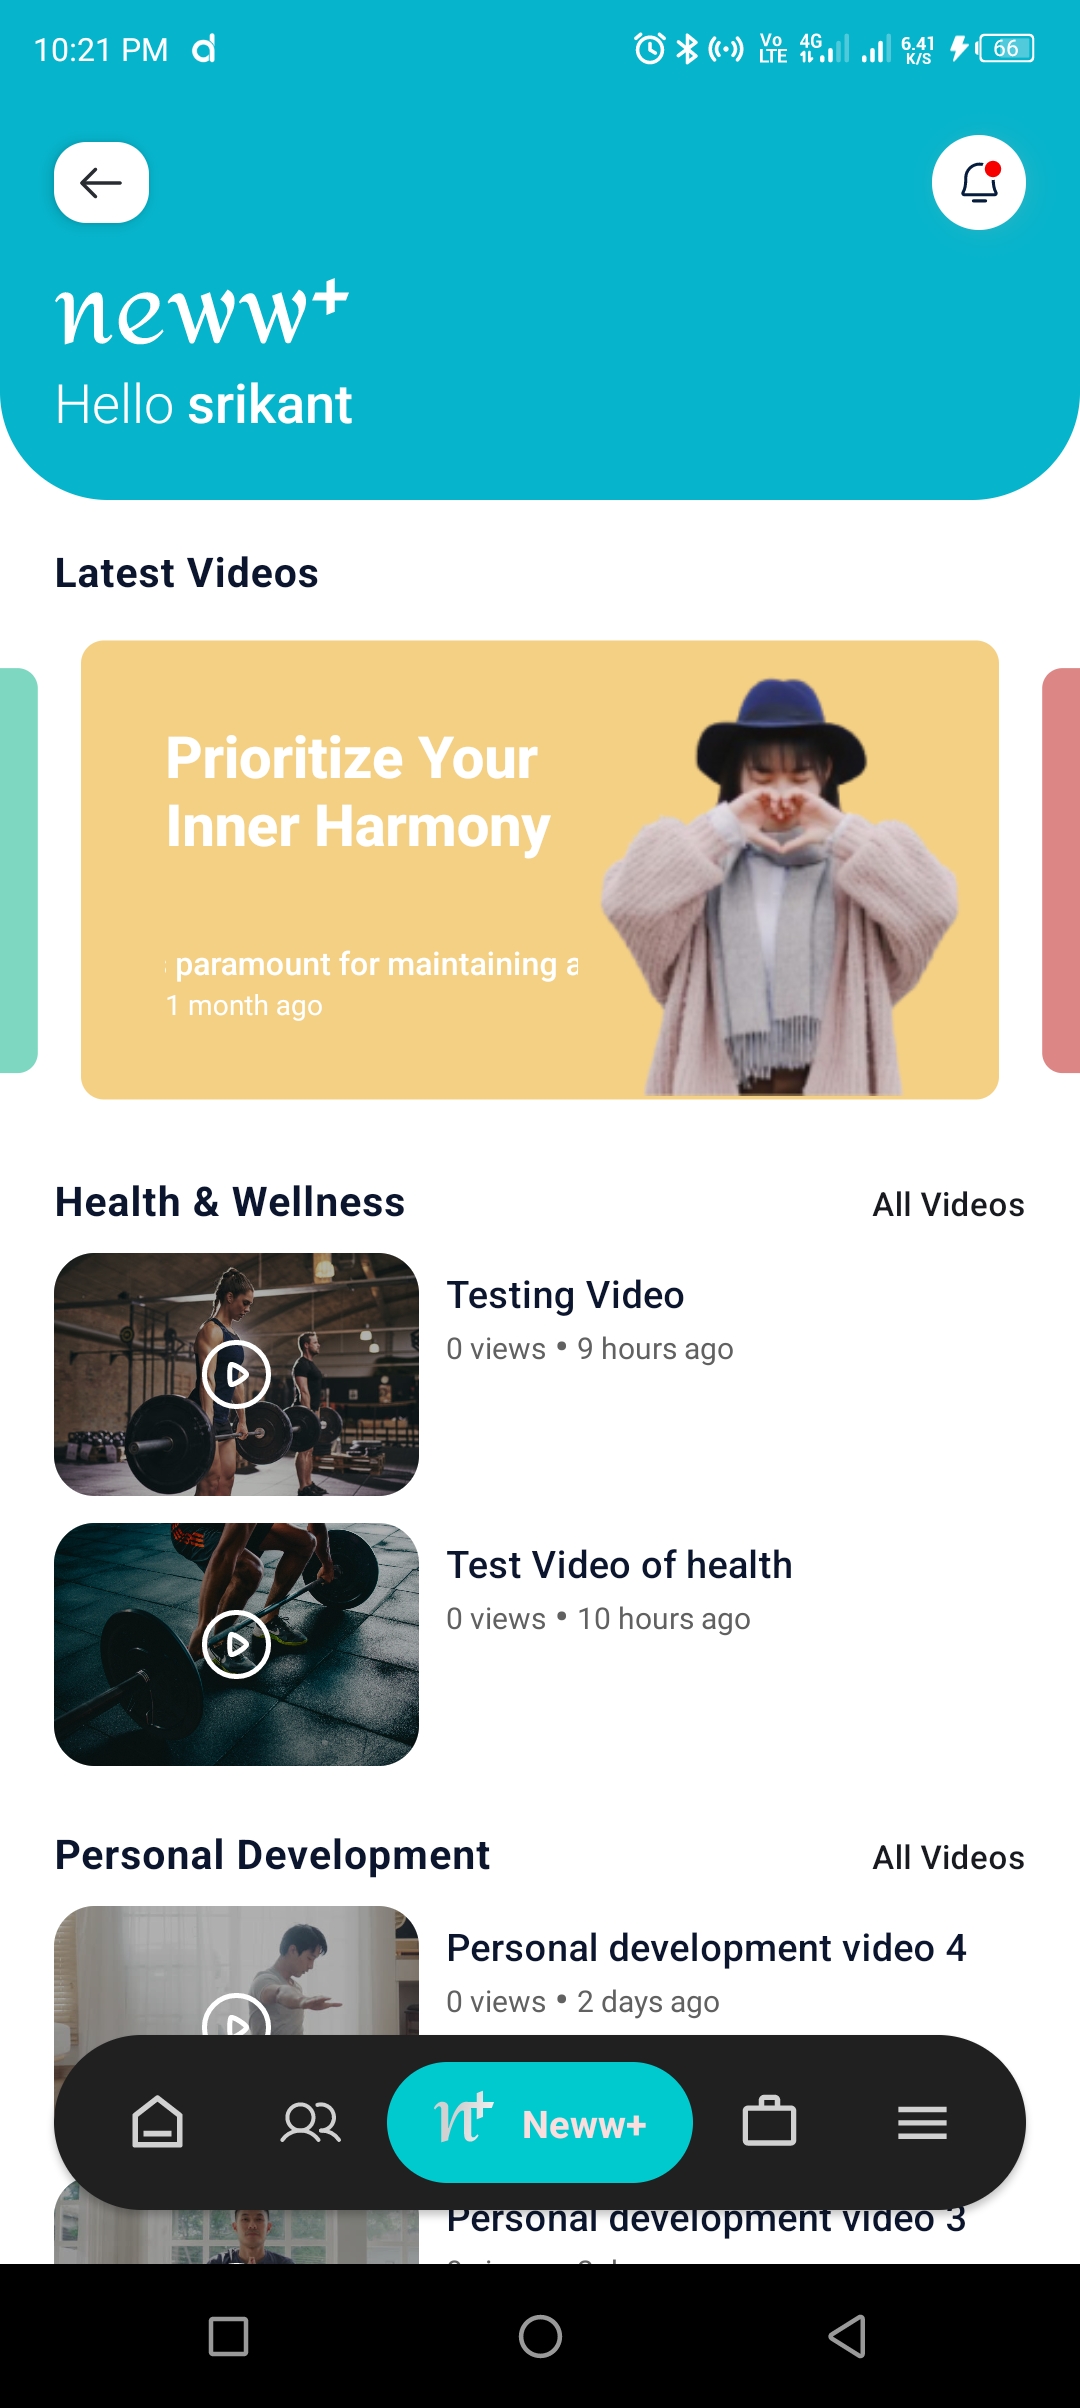 10:21 PM
Vo LTE 4G 6.41 K/S 66
neww+
Hello srikant
Latest Videos
Prioritize Your
Inner Harmony
paramount for maintaining
1 month ago
Health & Wellness
All Videos
Testing Video
0 views • 9 hours ago
Test Video of health
0 views • 10 hours ago
Personal Development
All Videos
Personal development video 4
0 views • 2 days ago
n+ Neww+
Personal development video 3